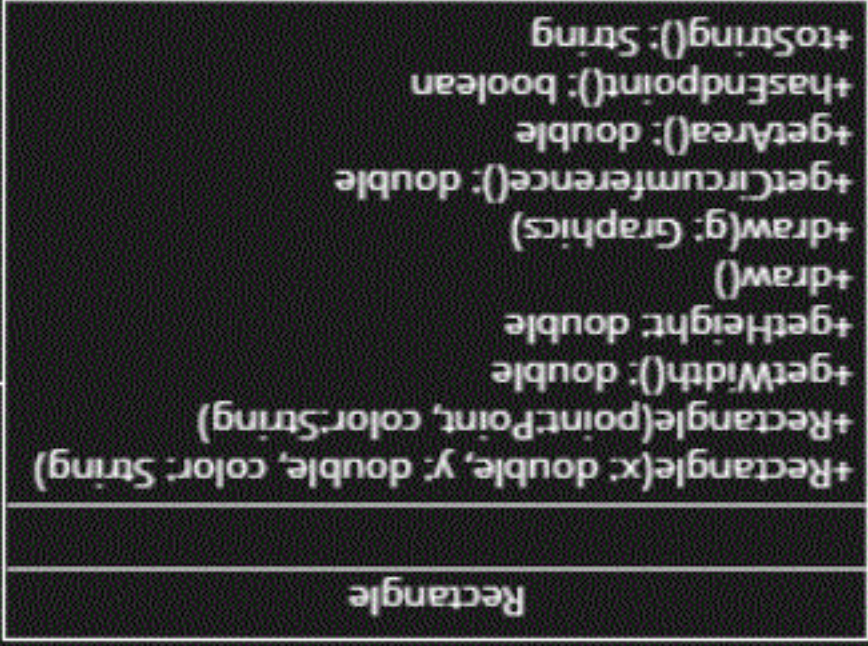 Rectangle
+Rectangle(x: double, y: double, color: String)
+Rectangle(point:Point, color:String)
+getWidth(): double
+getHeight: double
+draw()
+draw(g: Graphics)
+getCircumference(): double
+getArea(): double
+hasEndpoint(): boolean
+toString(): String